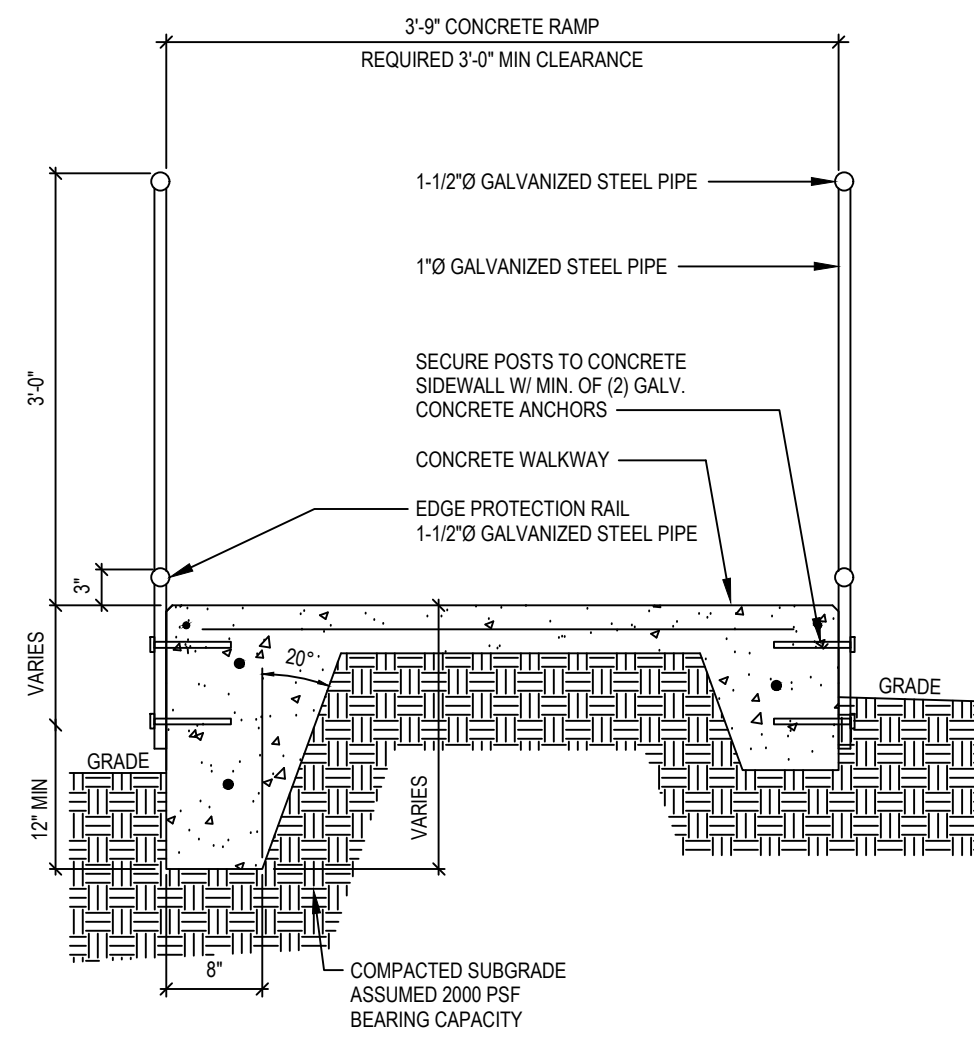 3'-9" CONCRETE RAMP
REQUIRED 3'-0" MIN CLEARANCE
1-1/2"Ø GALVANIZED STEEL PIPE
1"Ø GALVANIZED STEEL PIPE
3'-0"
SECURE POSTS TO CONCRETE
SIDEWALL W/ MIN. OF (2) GALV.
CONCRETE ANCHORS
CONCRETE WALKWAY
EDGE PROTECTION RAIL
1-1/2"Ø GALVANIZED STEEL PIPE
3"
VARIES
20°
GRADE
GRADE
12" MIN
VARIES
8"
COMPACTED SUBGRADE
ASSUMED 2000 PSF
BEARING CAPACITY